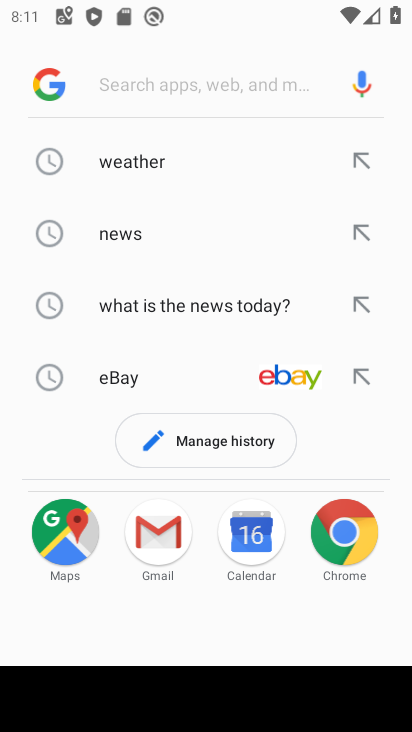 8:11
Search apps, web, and m...
weather
news
what is the news today?
eBay ebay
Manage history
16
Maps Gmail Calendar Chrome